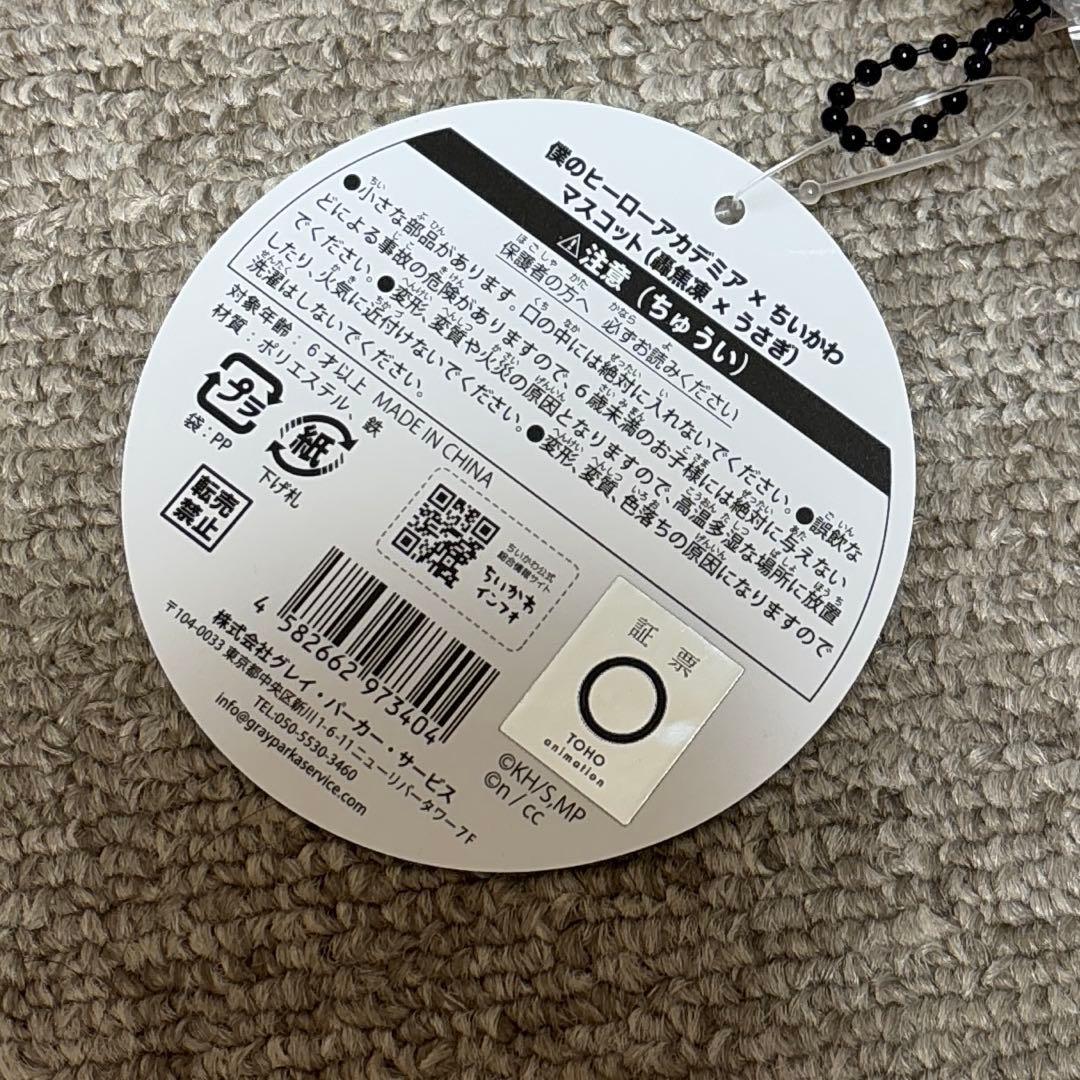 僕のヒーローアカデミア × ちいかわ
マスコット (轟焦凍 × うさぎ)
⚠注意 (ちゅうい)
保護者の方へ 必ずお読みください
●小さな部品があります。口の中には絶対に入れないでください。●誤飲な
どによる事故の危険がありますので、6歳未満のお子様には絶対に与えない
でください。●変形、変質や火災の原因となりますので、高温多湿な場所に放置
したり、火気に近付けないでください。●変形、変質、色落ちの原因になりますので
洗濯はしないでください。
対象年齢：6才以上 MADE IN CHINA
材質：ポリエステル、鉄
プラ
袋：PP
紙
下げ札
転売
禁止
ちいかわ公式
総合情報サイト
ちいかわ
インフォ
4 582662 973404
証票
TOHO
animation
©KH/S,MP
©n / cc
株式会社グレイ・パーカー・サービス
〒104-0033 東京都中央区新川1-6-11ニューリバータワー7F
TEL:050-5530-3460
info@grayparkaservice.com